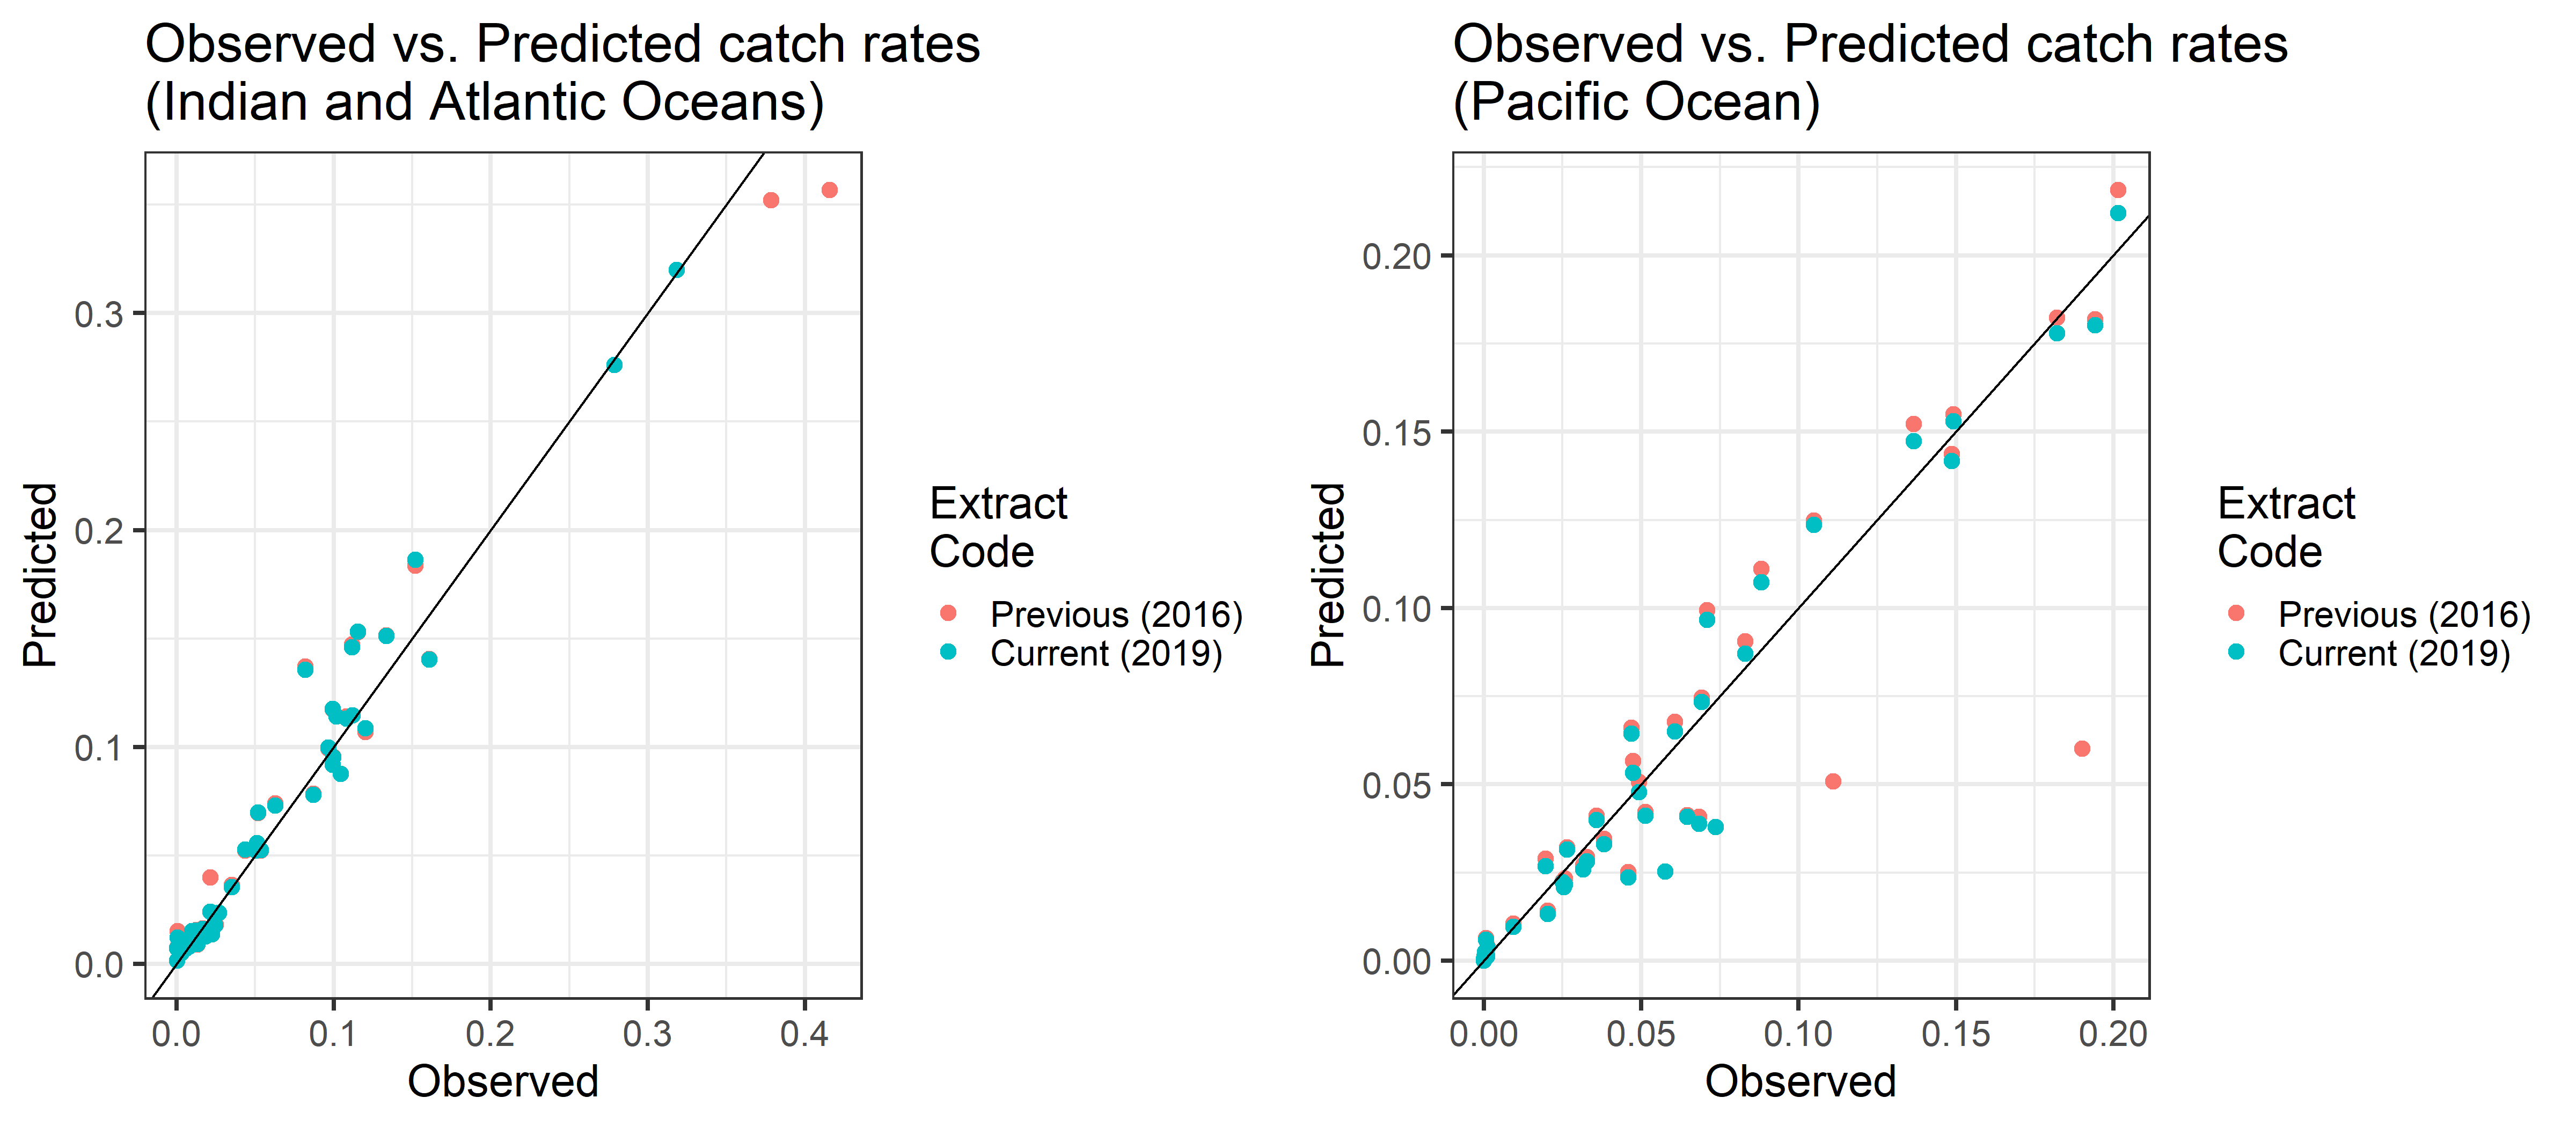 Observed vs. Predicted catch rates
(Indian and Atlantic Oceans)
Predicted
0.3
0.2
0.1
0.0
0.0 0.1 0.2 0.3 0.4
Observed
Extract
Code
Previous (2016)
Current (2019)
Observed vs. Predicted catch rates
(Pacific Ocean)
Predicted
0.20
0.15
0.10
0.05
0.00
0.00 0.05 0.10 0.15 0.20
Observed
Extract
Code
Previous (2016)
Current (2019)